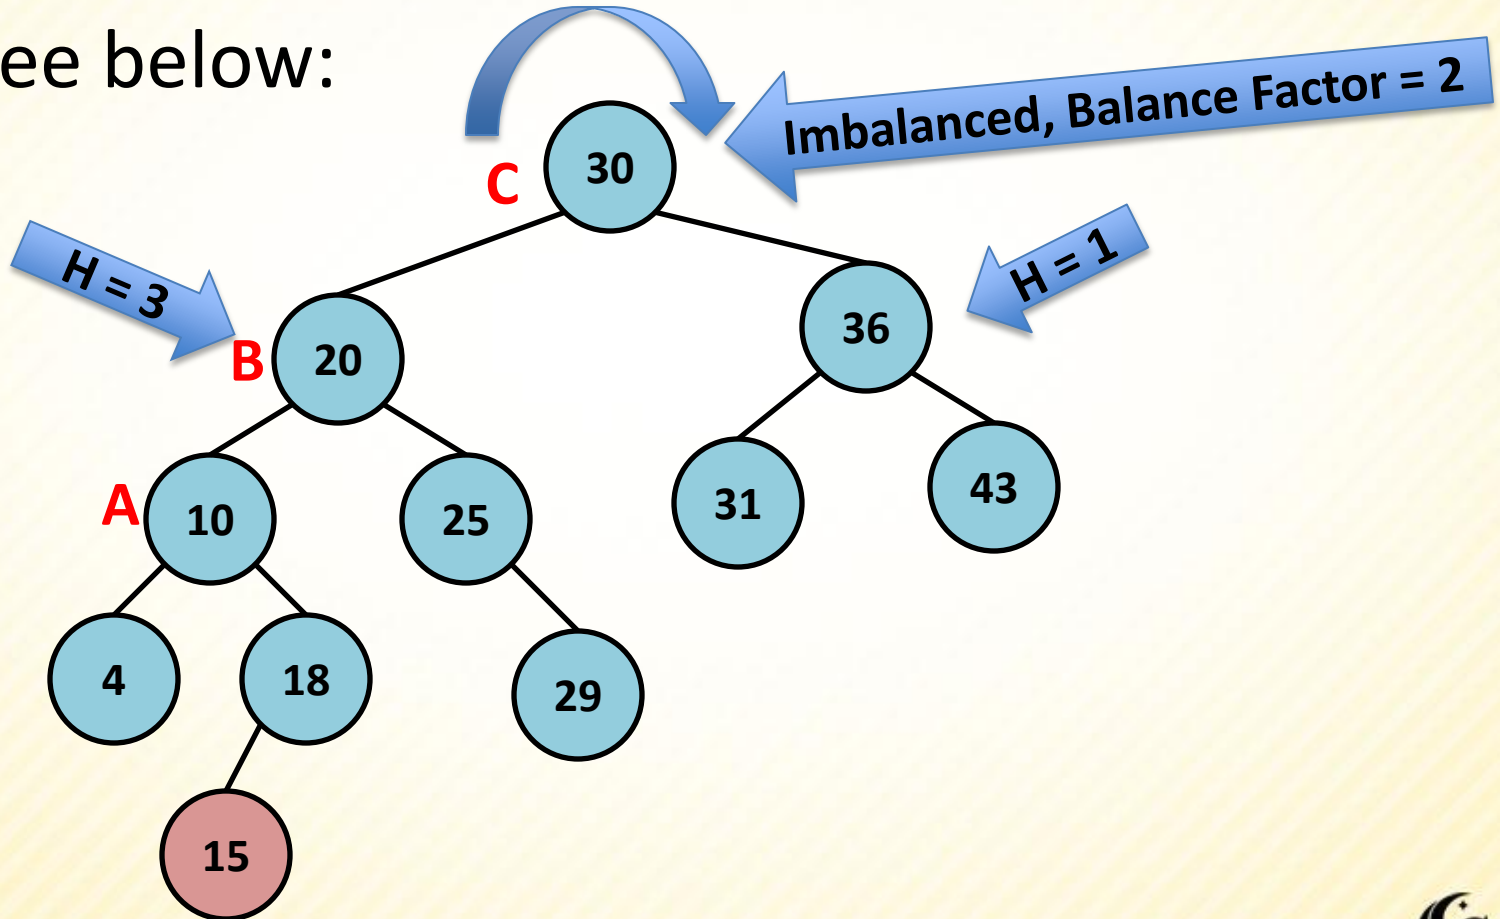 ee below:
Imbalanced, Balance Factor = 2
C
30
H = 3
H = 1
B
20
36
A
10
25
31
43
4
18
29
15